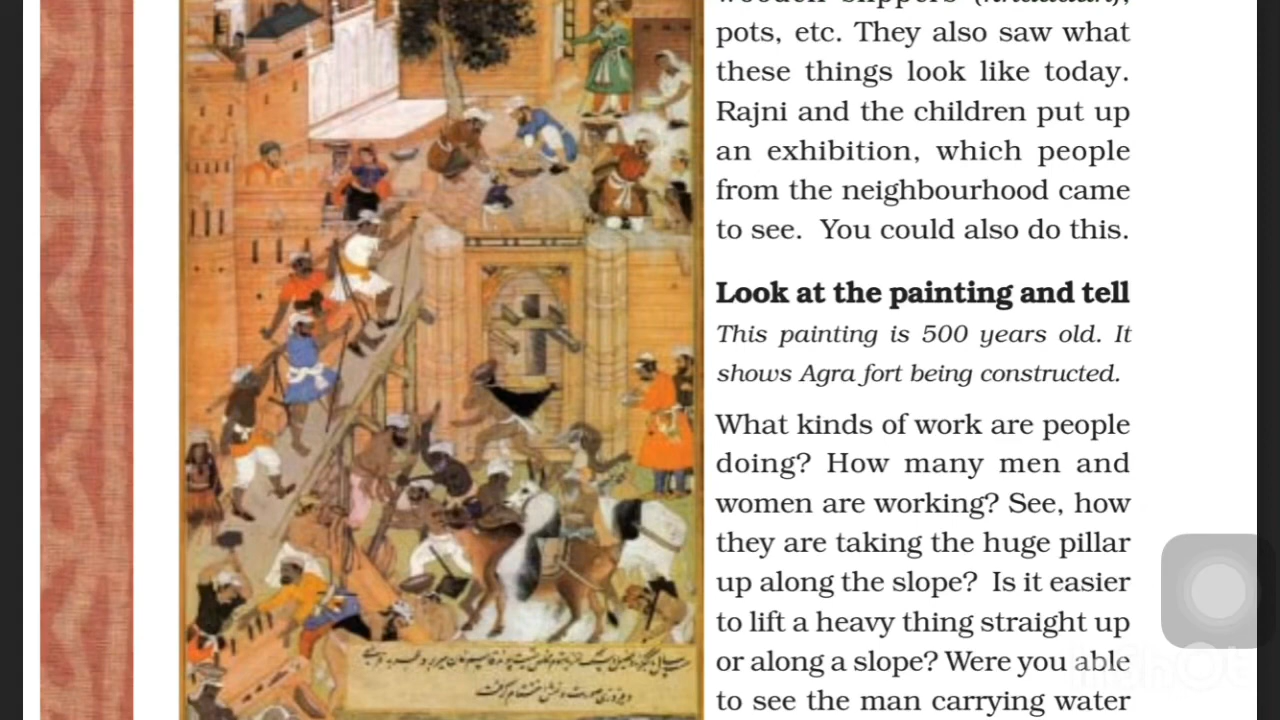 pots, etc. They also saw what
these things look like today.
Rajni and the children put up
an exhibition, which people
from the neighbourhood came
to see. You could also do this.
Look at the painting and tell
This painting is 500 years old. It
shows Agra fort being constructed.
What kinds of work are people
doing? How many men and
women are working? See, how
they are taking the huge pillar
up along the slope? Is it easier
to lift a heavy thing straight up
or along a slope? Were you able
to see the man carrying water